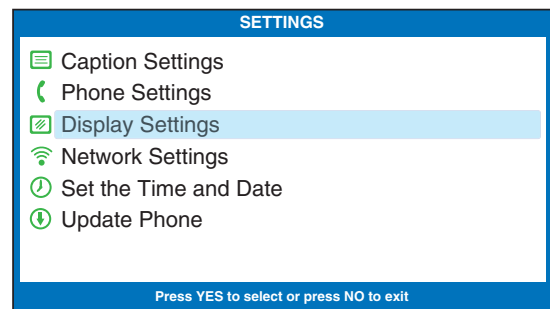 SETTINGS
Caption Settings
Phone Settings
Display Settings
Network Settings
Set the Time and Date
Update Phone
Press YES to select or press NO to exit